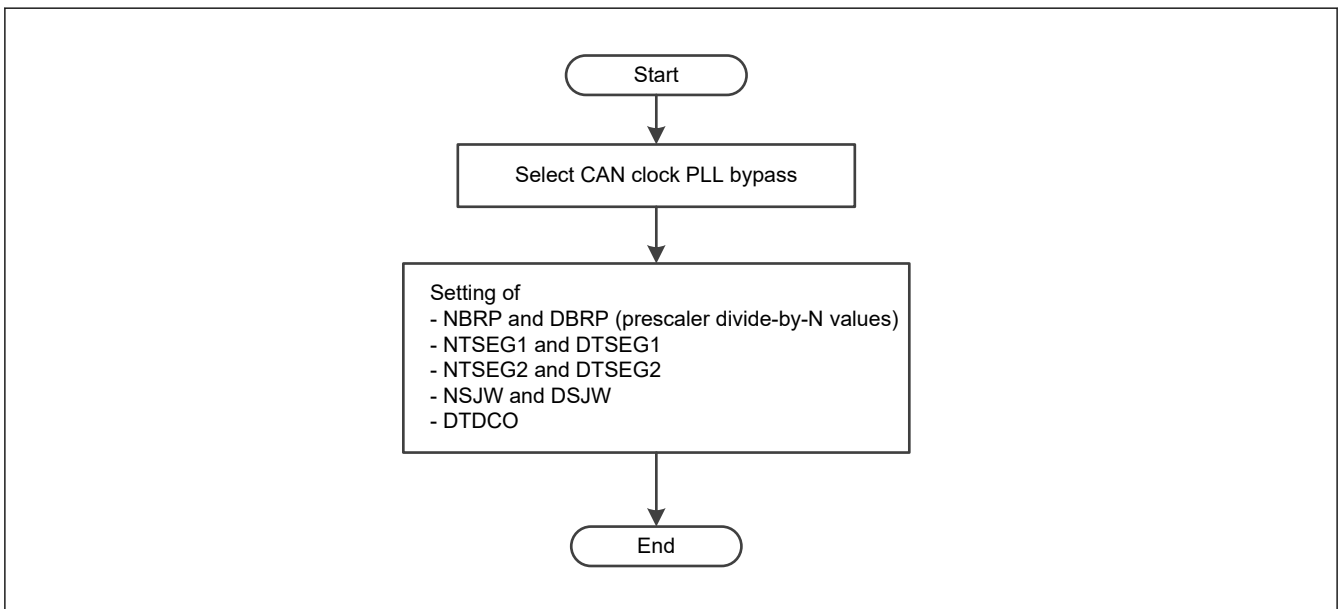 Start
Select CAN clock PLL bypass
Setting of
- NBRP and DBRP (prescaler divide-by-N values)
- NTSEG1 and DTSEG1
- NTSEG2 and DTSEG2
- NSJW and DSJW
- DTDCO
End